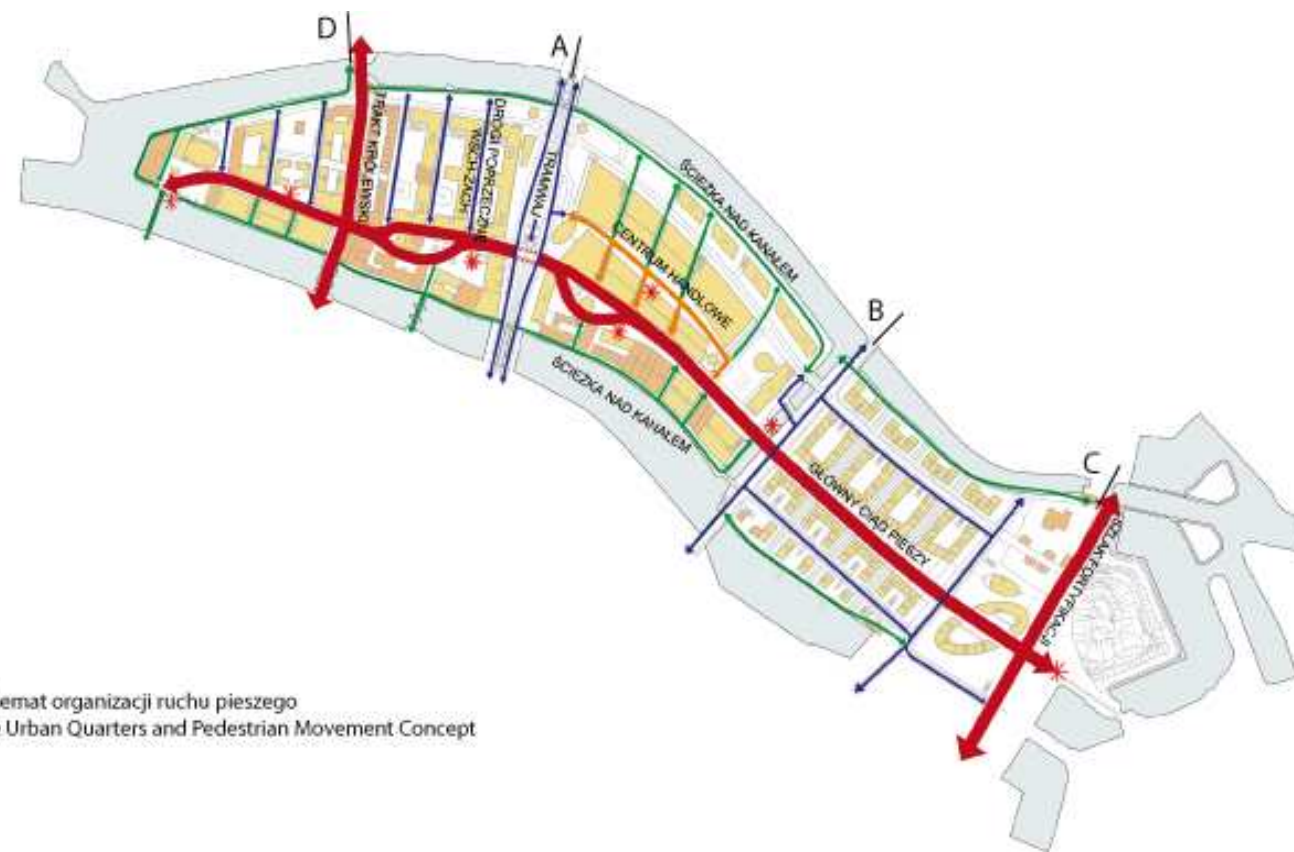 D
A
TRAKT KRÓLEWSKI
DROGI POPRZECZNE
WSCH-ZACH
TRAMWAJ
ŚCIEŻKA NAD KANAŁEM
CENTRUM HANDLOWE
B
ŚCIEŻKA NAD KANAŁEM
GŁÓWNY CIĄG PIESZY
C
SZLAK FORTYFIKACJI
emat organizacji ruchu pieszego
Urban Quarters and Pedestrian Movement Concept